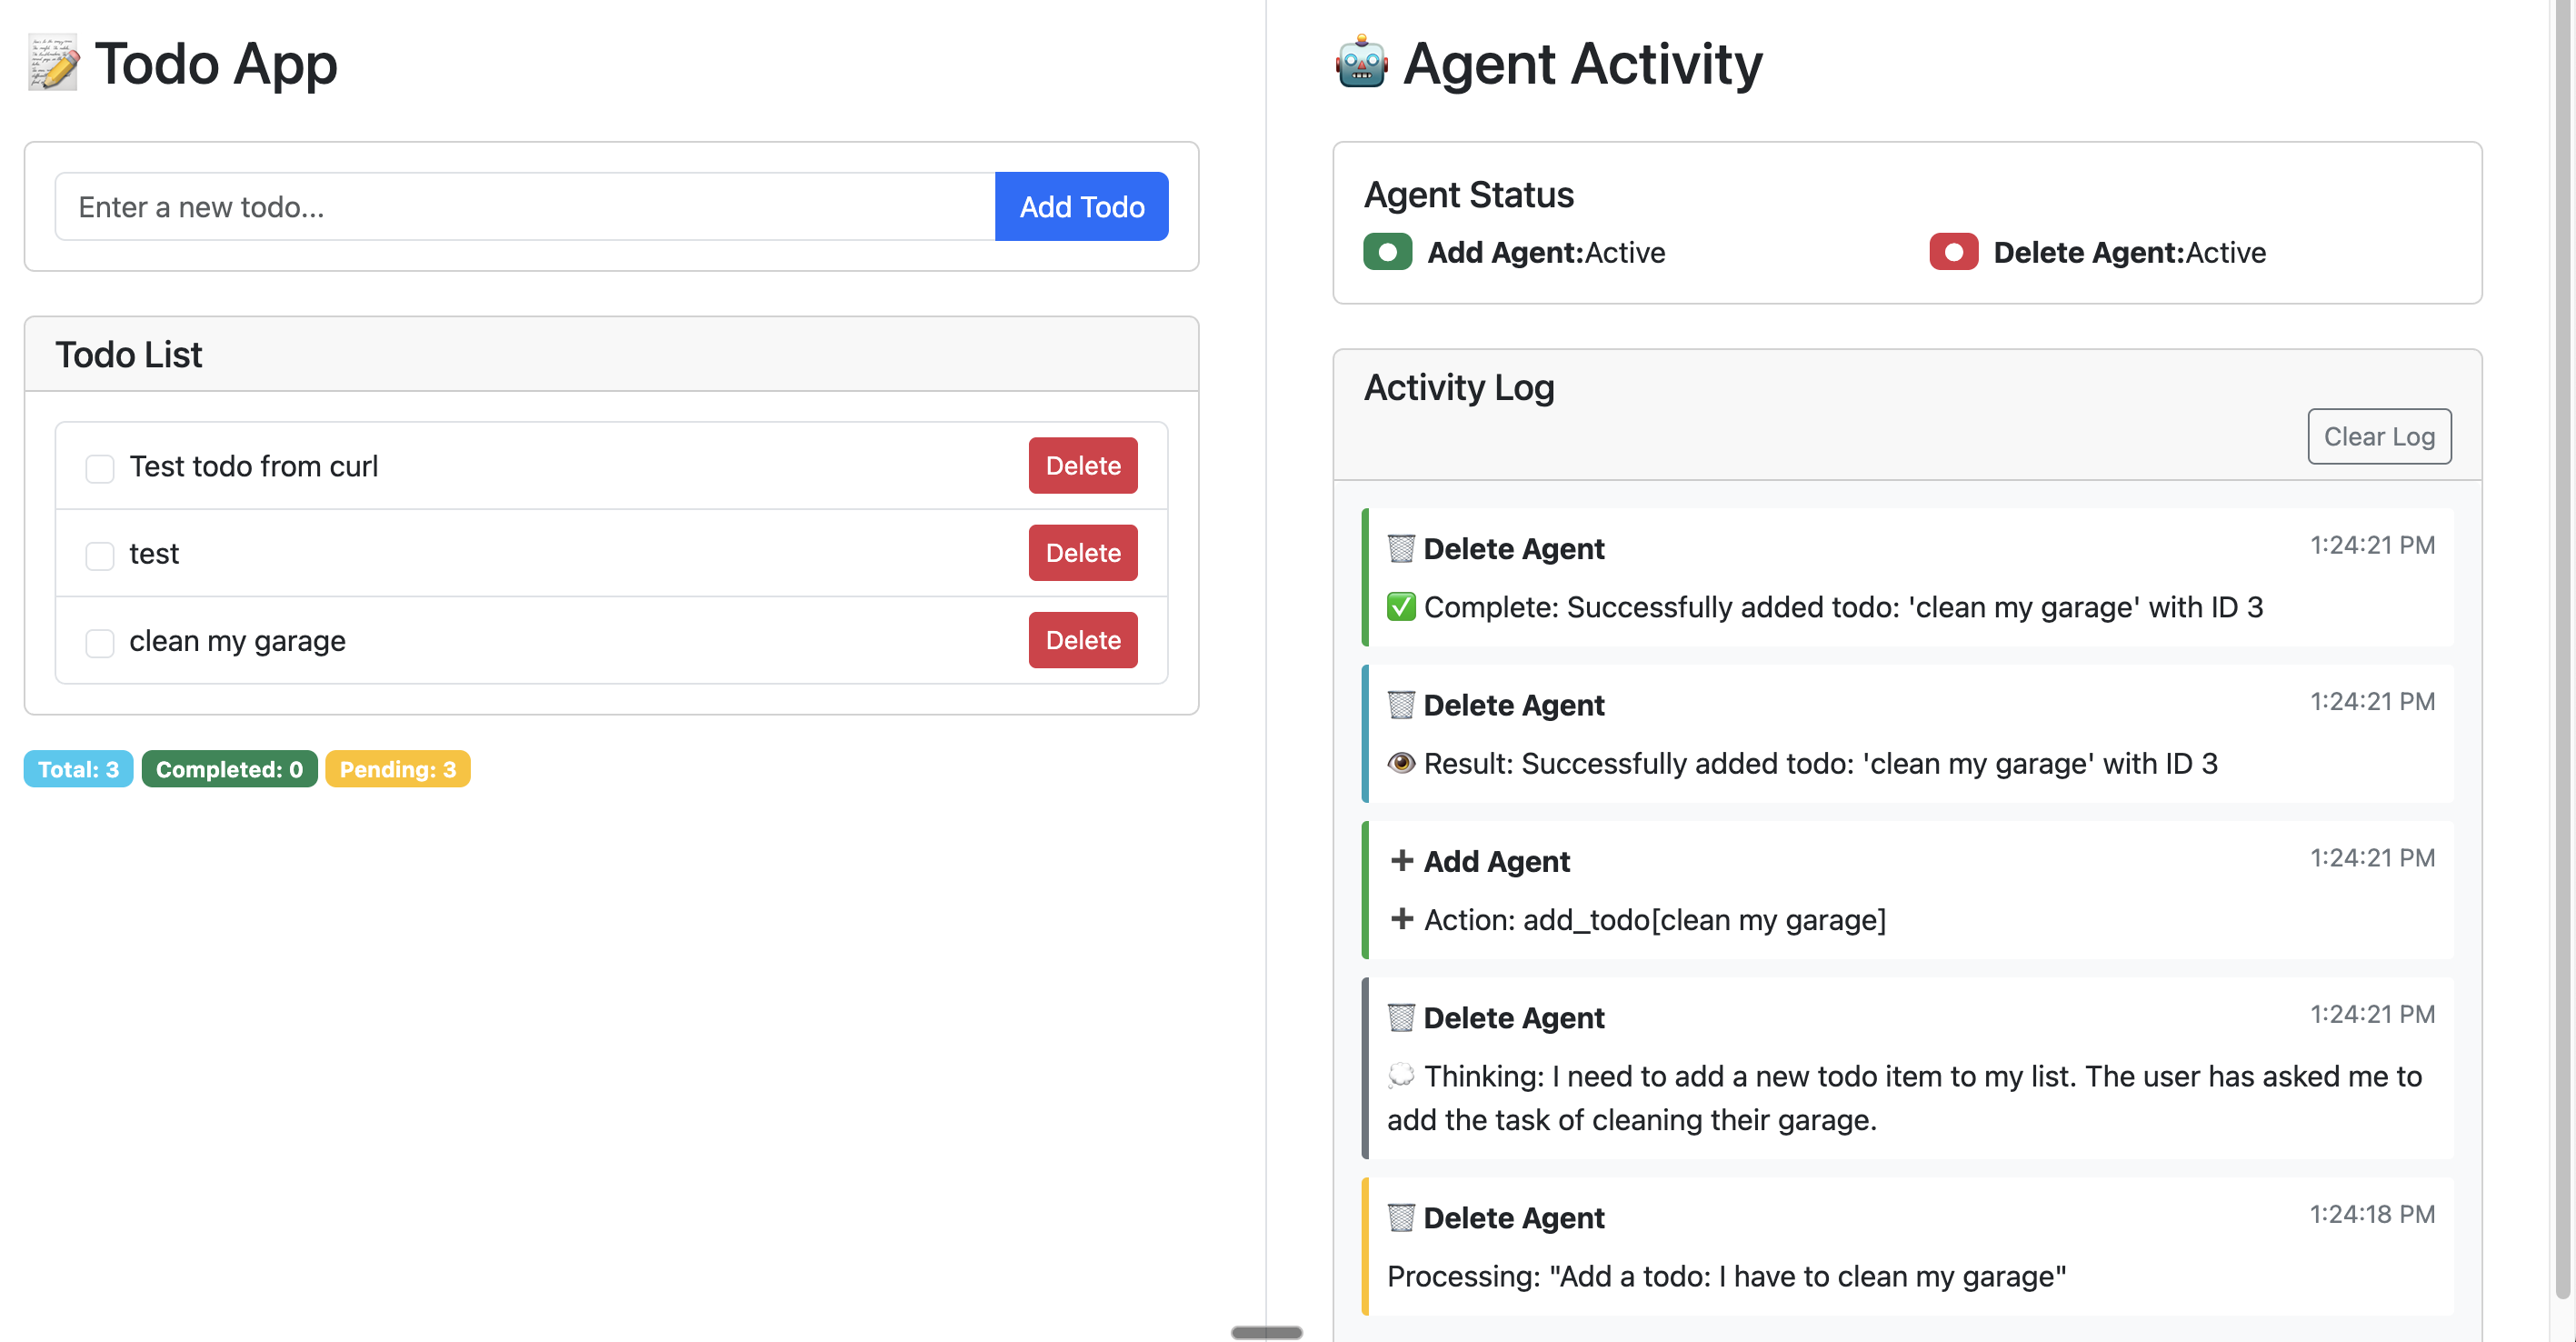 Todo App
Enter a new todo...
Add Todo
Todo List
Test todo from curl
Delete
test
Delete
clean my garage
Delete
Total: 3
Completed: 0
Pending: 3
Agent Activity
Agent Status
Add Agent:Active
Delete Agent:Active
Activity Log
Clear Log
Delete Agent
1:24:21 PM
Complete: Successfully added todo: 'clean my garage' with ID 3
Delete Agent
1:24:21 PM
Result: Successfully added todo: 'clean my garage' with ID 3
Add Agent
1:24:21 PM
Action: add_todo[clean my garage]
Delete Agent
1:24:21 PM
Thinking: I need to add a new todo item to my list. The user has asked me to
add the task of cleaning their garage.
Delete Agent
1:24:18 PM
Processing: "Add a todo: I have to clean my garage"